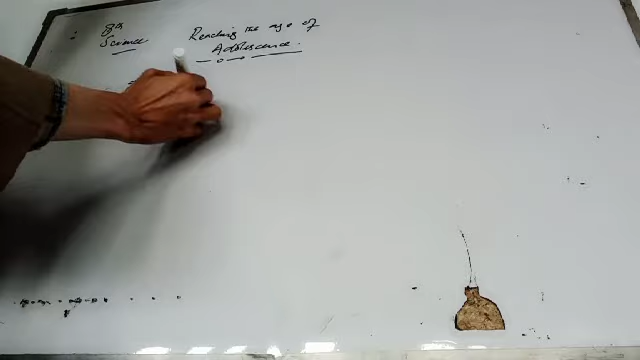 8th
Science
Reaching the age of
Adolescence.